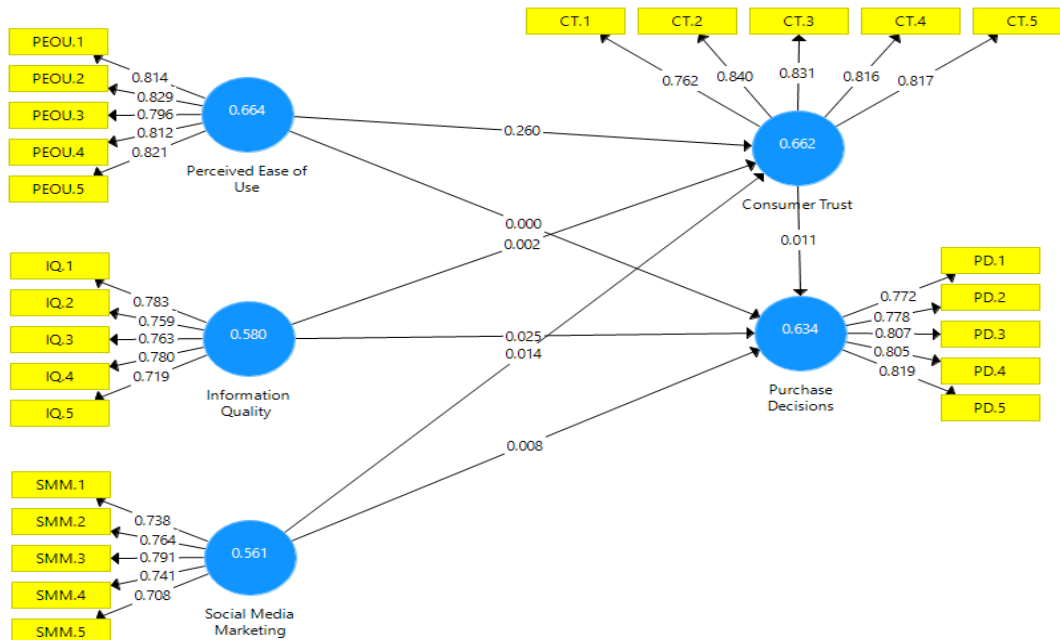 CT.1
CT.2
CT.3
CT.4
CT.5
0.762
0.840
0.831
0.816
0.817
0.662
Consumer Trust
PEOU.1
PEOU.2
PEOU.3
PEOU.4
PEOU.5
0.814
0.829
0.796
0.812
0.821
0.664
Perceived Ease of
Use
0.260
0.000
0.002
0.011
IQ.1
IQ.2
IQ.3
IQ.4
IQ.5
0.783
0.759
0.763
0.780
0.719
0.580
Information
Quality
0.025
0.014
PD.1
PD.2
PD.3
PD.4
PD.5
0.772
0.778
0.807
0.805
0.819
0.634
Purchase
Decisions
0.008
SMM.1
SMM.2
SMM.3
SMM.4
SMM.5
0.738
0.764
0.791
0.741
0.708
0.561
Social Media
Marketing